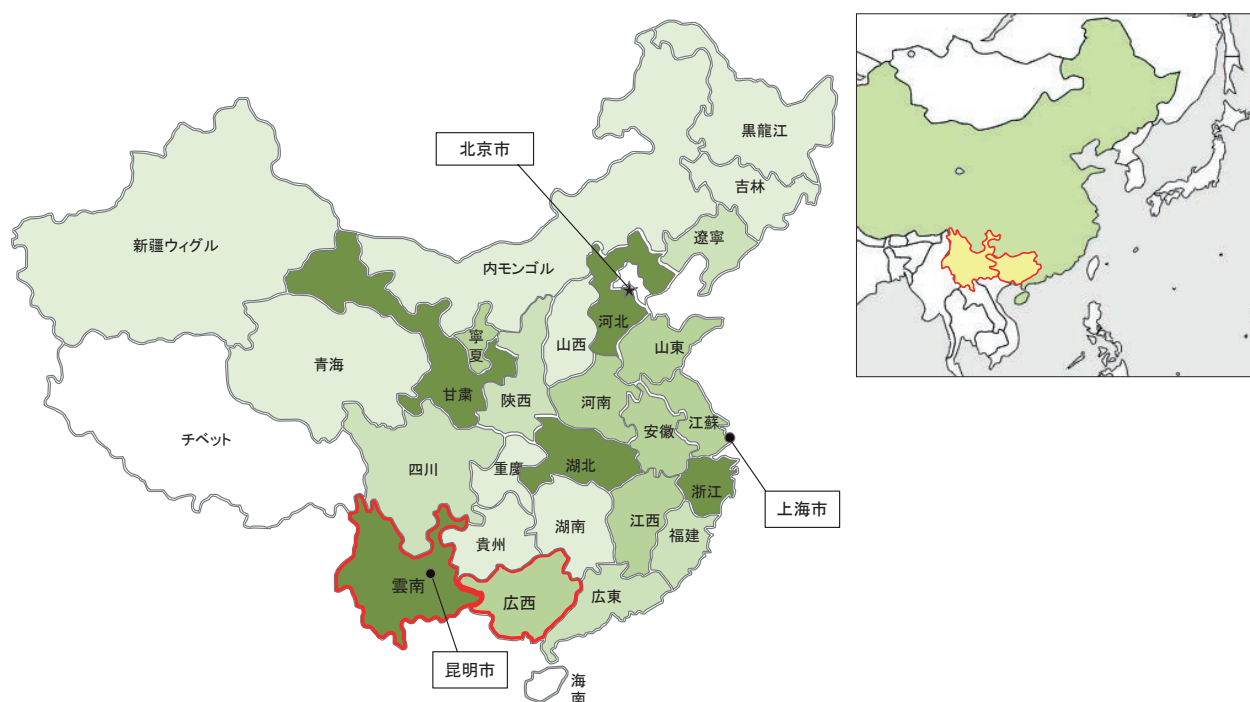 黒龍江
北京市
吉林
遼寧
新疆ウィグル
内モンゴル
河北
寧
夏
山西
山東
青海
甘粛
陝西
河南
江蘇
安徽
チベット
四川
重慶
湖北
浙江
上海市
江西
湖南
福建
貴州
雲南
広西
広東
昆明市
海
南